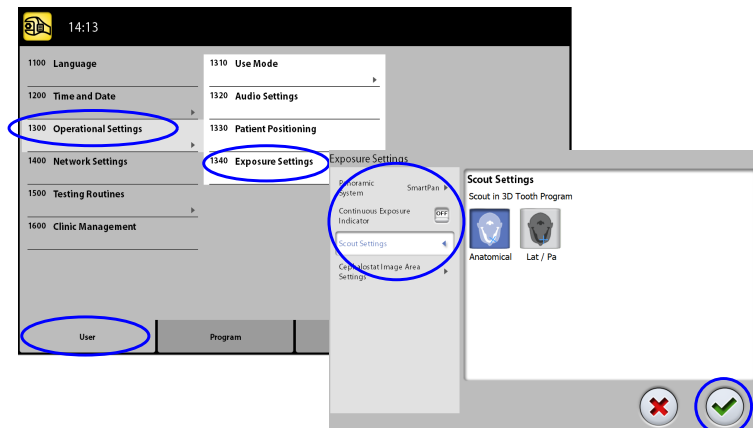 14:13
1100 Language
1200 Time and Date
1300 Operational Settings
1400 Network Settings
1500 Testing Routines
1600 Clinic Management
1310 Use Mode
1320 Audio Settings
1330 Patient Positioning
1340 Exposure Settings
User
Program
Exposure Settings
Panoramic
System
SmartPan
Continuous Exposure
Indicator
OFF
Scout Settings
Cephalostat Image Area
Settings
Scout Settings
Scout in 3D Tooth Program
Anatomical
Lat / Pa